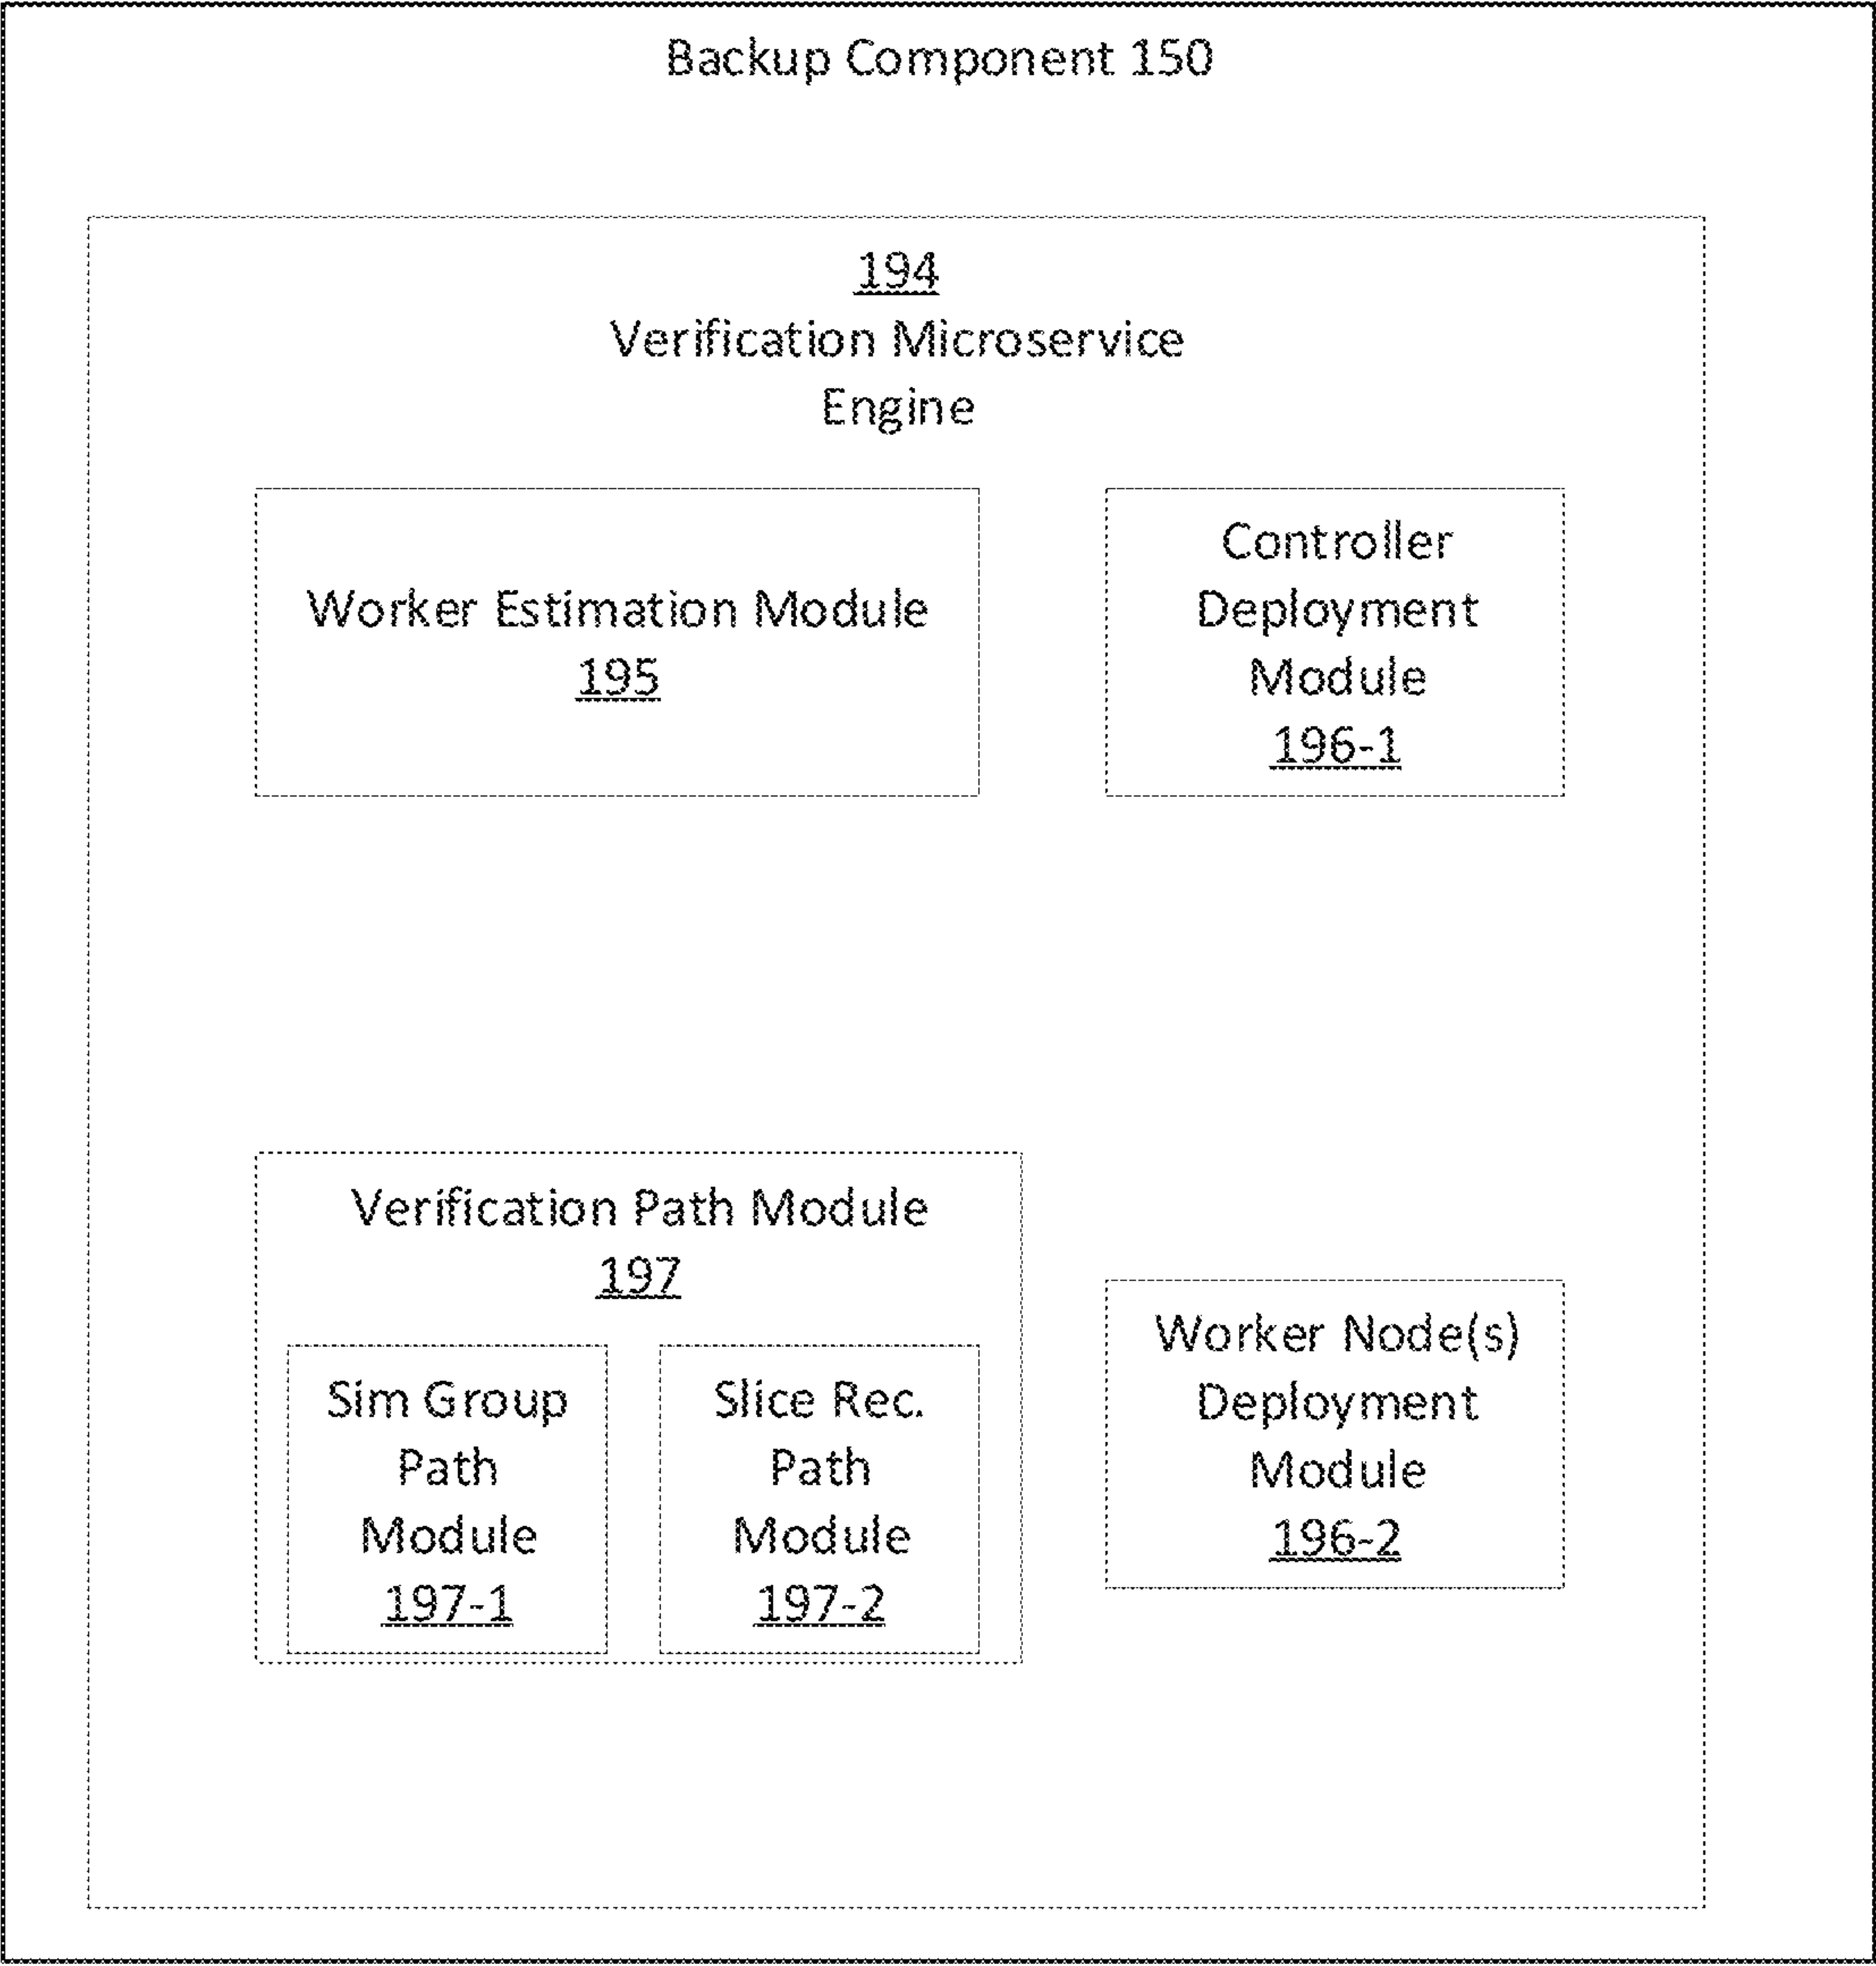 Backup Component 150
194
Verification Microservice
Engine
Worker Estimation Module
195
Controller
Deployment
Module
196-1
Verification Path Module
197
Sim Group
Path
Module
197-1
Slice Rec.
Path
Module
197-2
Worker Node(s)
Deployment
Module
196-2